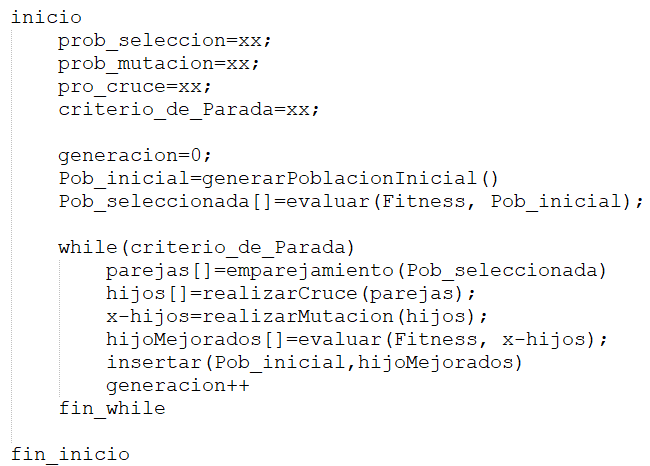 inicio
prob_seleccion=xx;
prob_mutacion=xx;
pro_cruce=xx;
criterio_de_Parada=xx;
generacion=0;
Pob_inicial=generarPoblacionInicial()
Pob_seleccionada[]=evaluar(Fitness, Pob_inicial);
while(criterio_de_Parada)
parejas[]=emparejamiento(Pob_seleccionada)
hijos[]=realizarCruce(parejas);
x-hijos=realizarMutacion(hijos);
hijoMejorados[]=evaluar(Fitness, x-hijos);
insertar(Pob_inicial,hijoMejorados)
generacion++
fin_while
fin_inicio